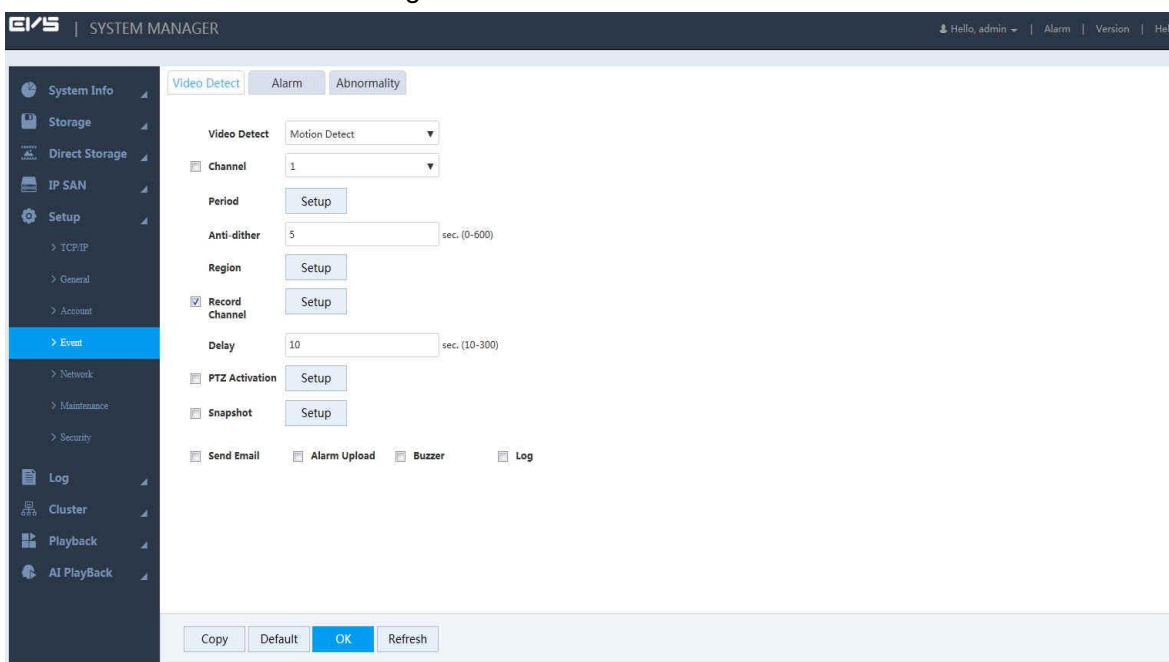 EVS | SYSTEM MANAGER
Hello, admin | Alarm | Version | Hel
System Info
Storage
Direct Storage
IP SAN
Setup
> TCP/IP
> General
> Account
> Event
> Network
> Maintenance
> Security
Log
Cluster
Playback
AI PlayBack
Video Detect Alarm Abnormality
Video Detect Motion Detect
Channel 1
Period Setup
Anti-dither 5 sec. (0-600)
Region Setup
Record Channel Setup
Delay 10 sec. (10-300)
PTZ Activation Setup
Snapshot Setup
Send Email Alarm Upload Buzzer Log
Copy Default OK Refresh